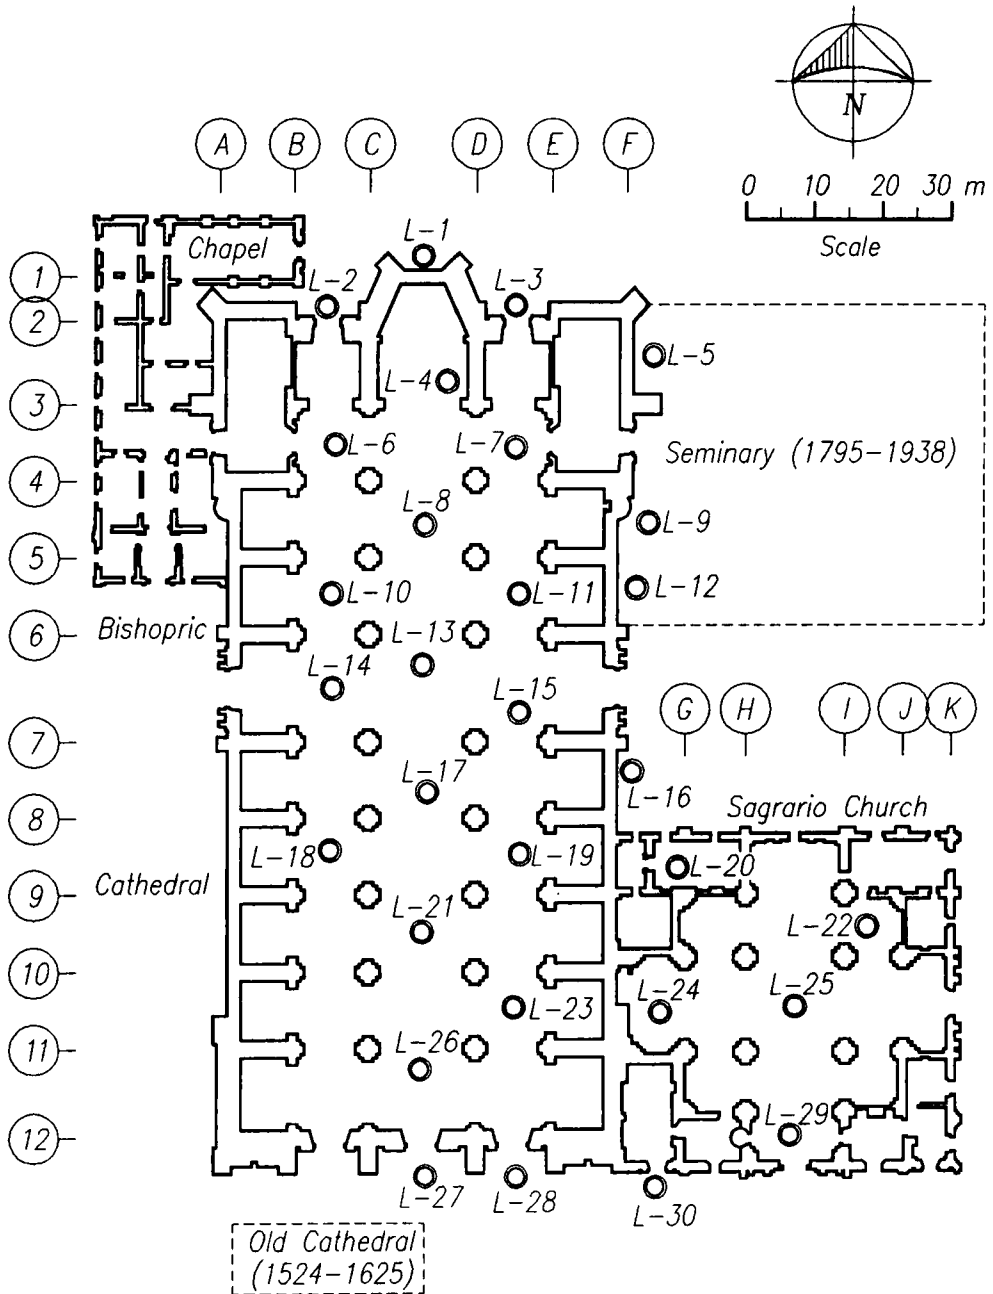 N
0 10 20 30 m
Scale
A B C D E F
Chapel
L-1
1
L-2
L-3
2
L-5
L-4
3
L-6
L-7
Seminary (1795-1938)
4
L-8
L-9
5
L-10
L-11
L-12
Bishopric
6
L-13
L-14
L-15
G H I J K
7
L-17
L-16
Sagrario Church
8
L-18
L-19
L-20
Cathedral
9
L-21
L-22
10
L-23
L-24
L-25
11
L-26
12
L-29
L-27
L-28
L-30
Old Cathedral
(1524-1625)